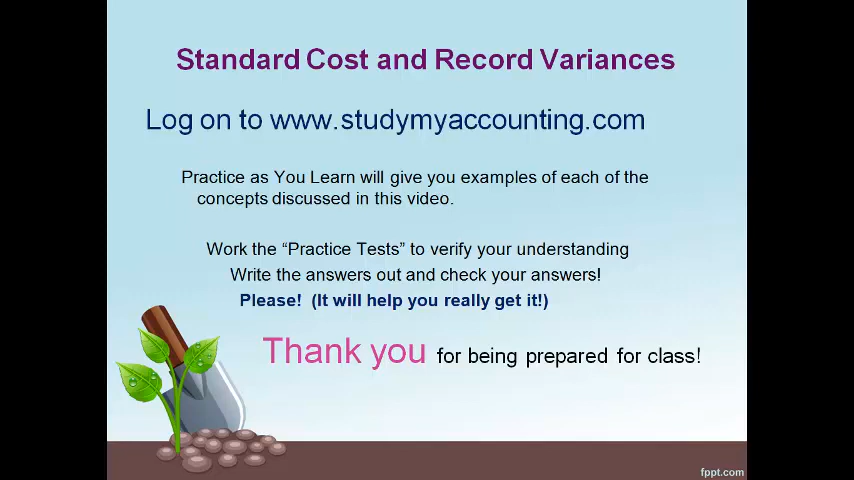 Standard Cost and Record Variances
Log on to www.studymyaccounting.com
Practice as You Learn will give you examples of each of the
concepts discussed in this video.
Work the “Practice Tests” to verify your understanding
Write the answers out and check your answers!
Please!  (It will help you really get it!)
Thank you for being prepared for class!
fppt.com